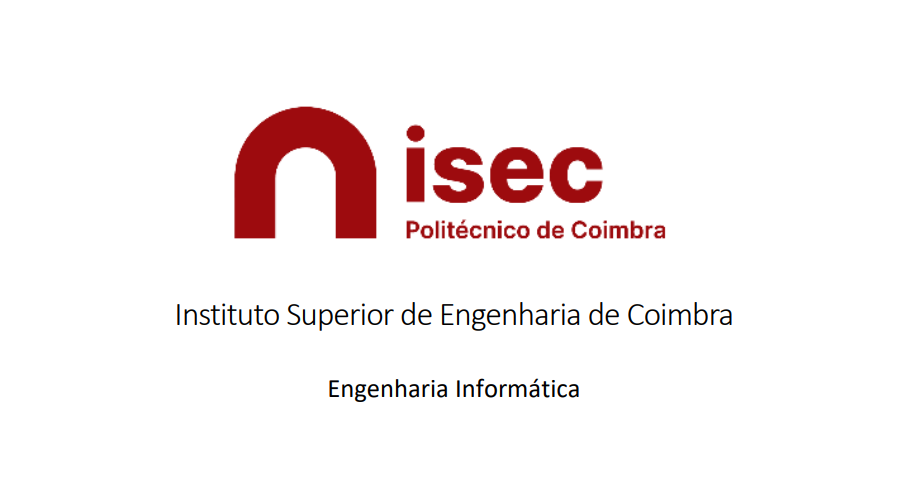 isec
Politécnico de Coimbra
Instituto Superior de Engenharia de Coimbra
Engenharia Informática